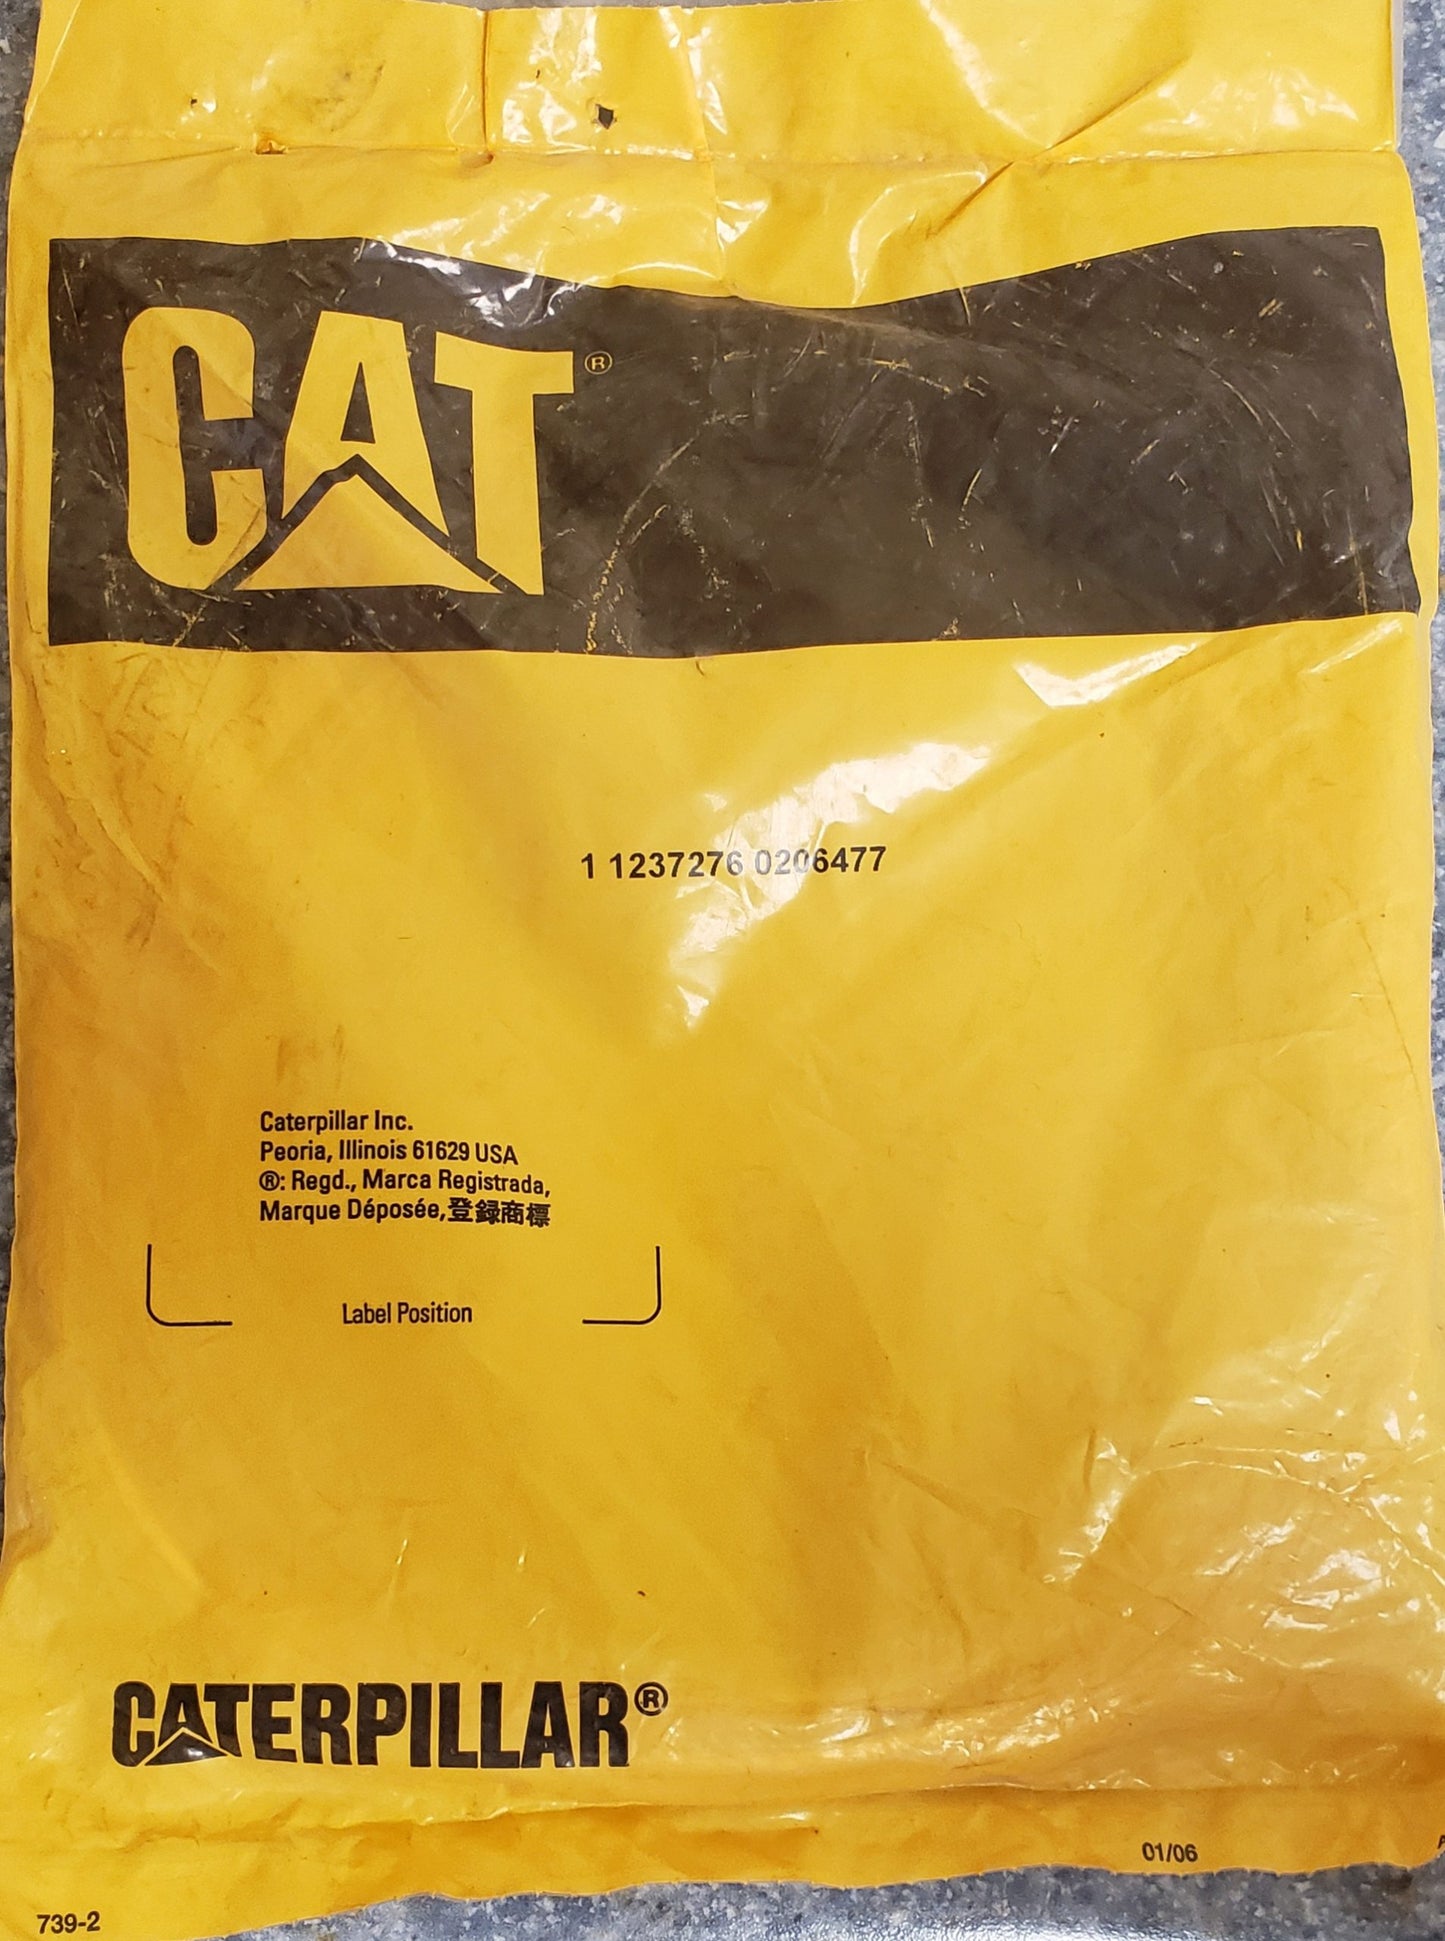 CAT®
1 1237276 0206477
Caterpillar Inc.
Peoria, Illinois 61629 USA
®: Regd., Marca Registrada,
Marque Déposée,登録商標
Label Position
CATERPILLAR®
01/06
739-2